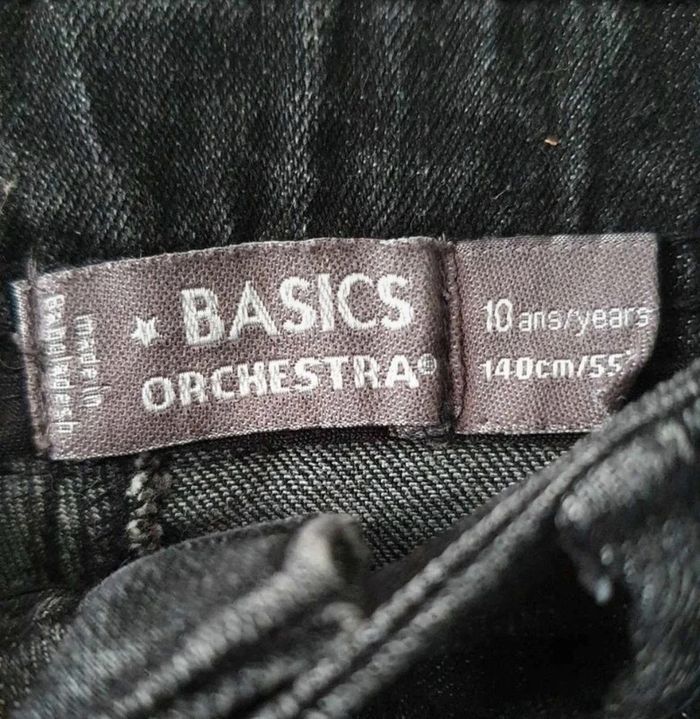 made in
Bangladesh
BASICS
ORCHESTRA®
10 ans/years
140cm/55"